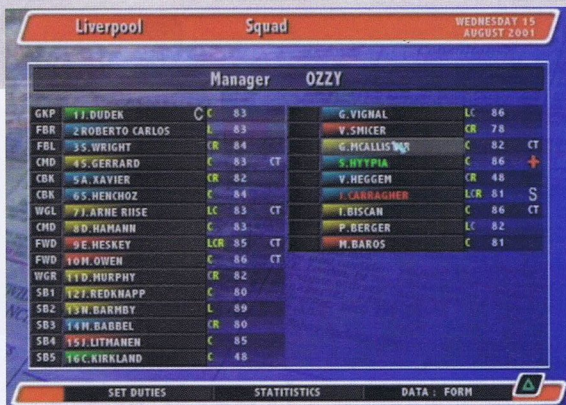 Liverpool Squad WEDNESDAY 15
AUGUST 2001
Manager OZZY
GKP 1 J.DUDEK C C 83
FBR 2 ROBERTO CARLOS L 83
FBL 3 S.WRIGHT CR 84
CMD 4 S.GERRARD C 83 CT
CBK 5 A.XAVIER CR 82
CBK 6 S.HENCHOZ C 84
WGL 7 J.ARNE RIISE LC 83 CT
CMD 8 D.HAMANN C 83
FWD 9 E.HESKEY LCR 85 CT
FWD 10 M.OWEN C 86 CT
WGR 11 D.MURPHY CR 82
SB1 12 J.REDKNAPP C 80
SB2 13 N.BARMBY L 89
SB3 14 M.BABBEL CR 80
SB4 15 J.LITMANEN C 85
SB5 16 C.KIRKLAND C 48
G.VIGNAL LC 86
V.SMICER CR 78
G.MCALLISTER C 82 CT
S.HYYPIA C 86
V.HEGGEM CR 48
J.CARRAGHER LCR 81 S
I.BISCAN C 86 CT
P.BERGER LC 82
M.BAROS C 81
SET DUTIES STATITISTICS DATA : FORM